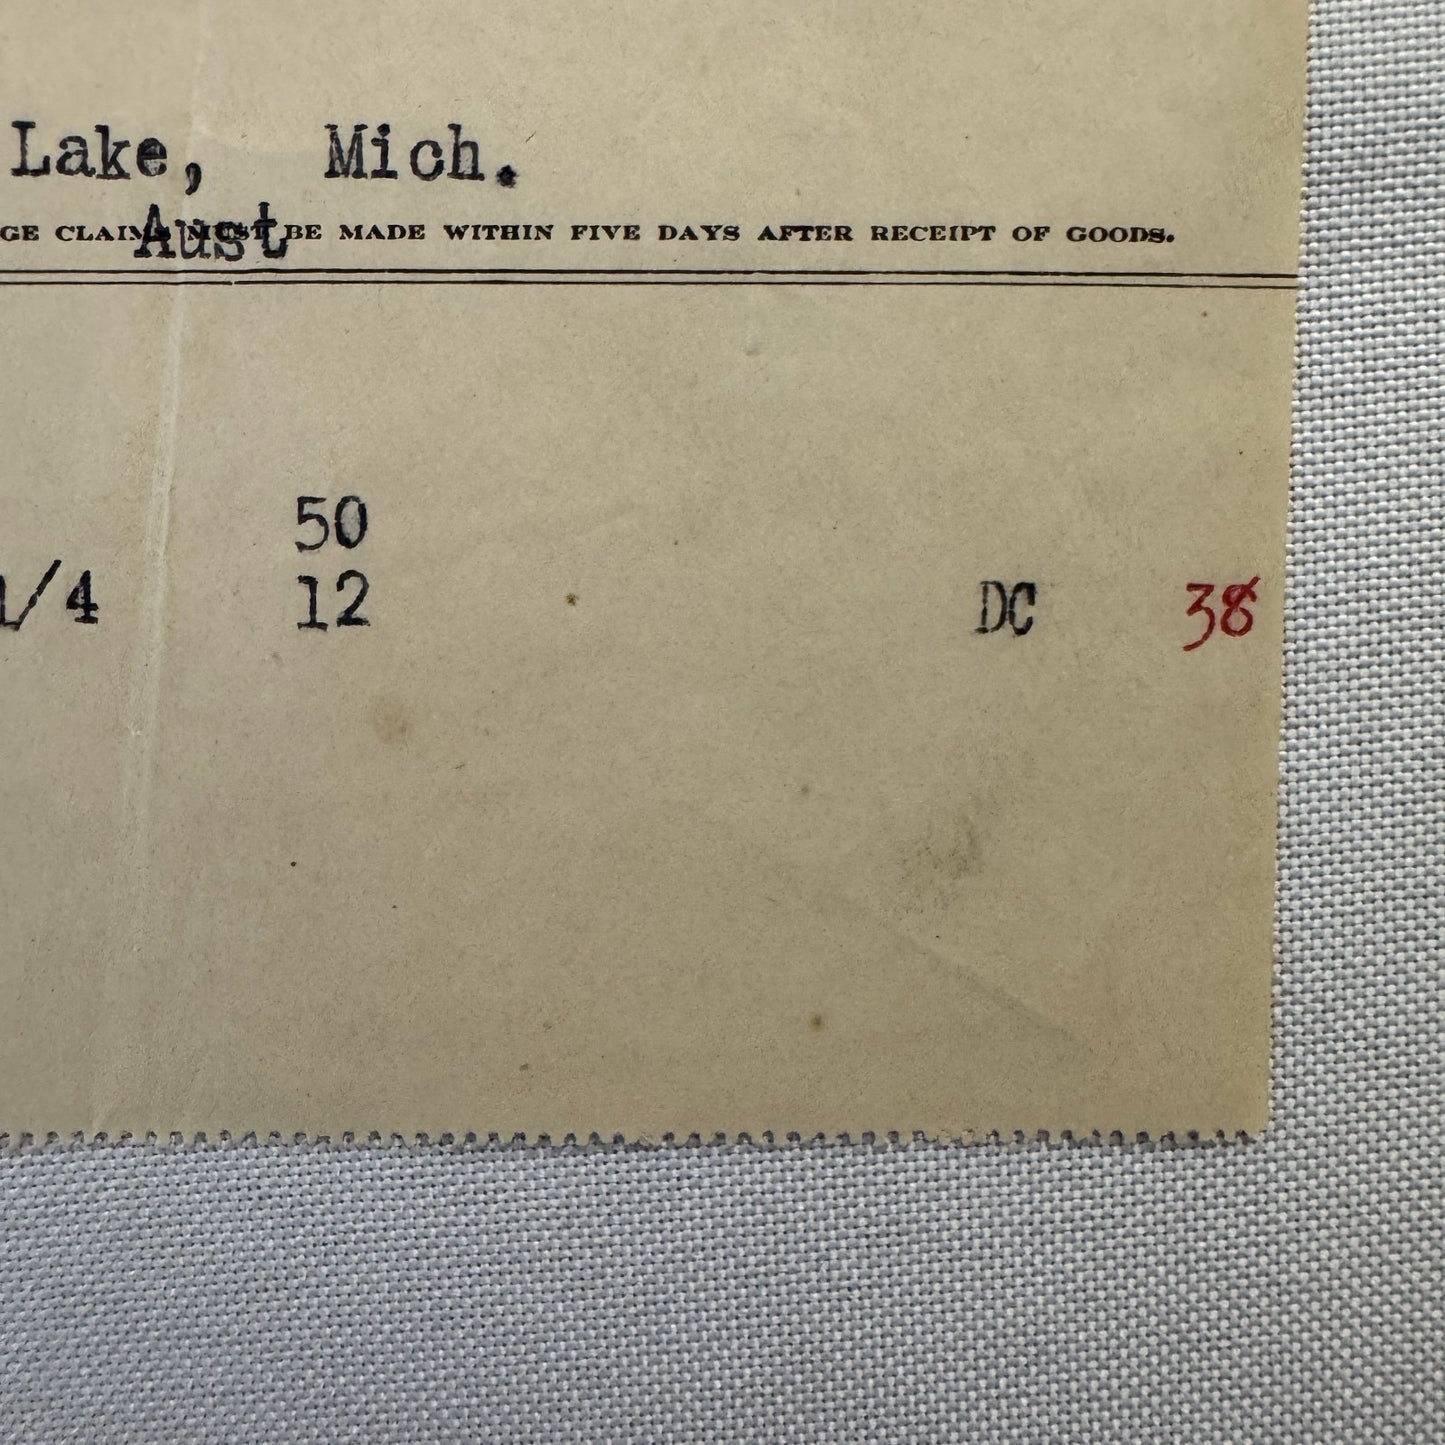 Lake, Mich.
Aust
GE CLAIMS MUST BE MADE WITHIN FIVE DAYS AFTER RECEIPT OF GOODS.
50
1/4 12 DC 38